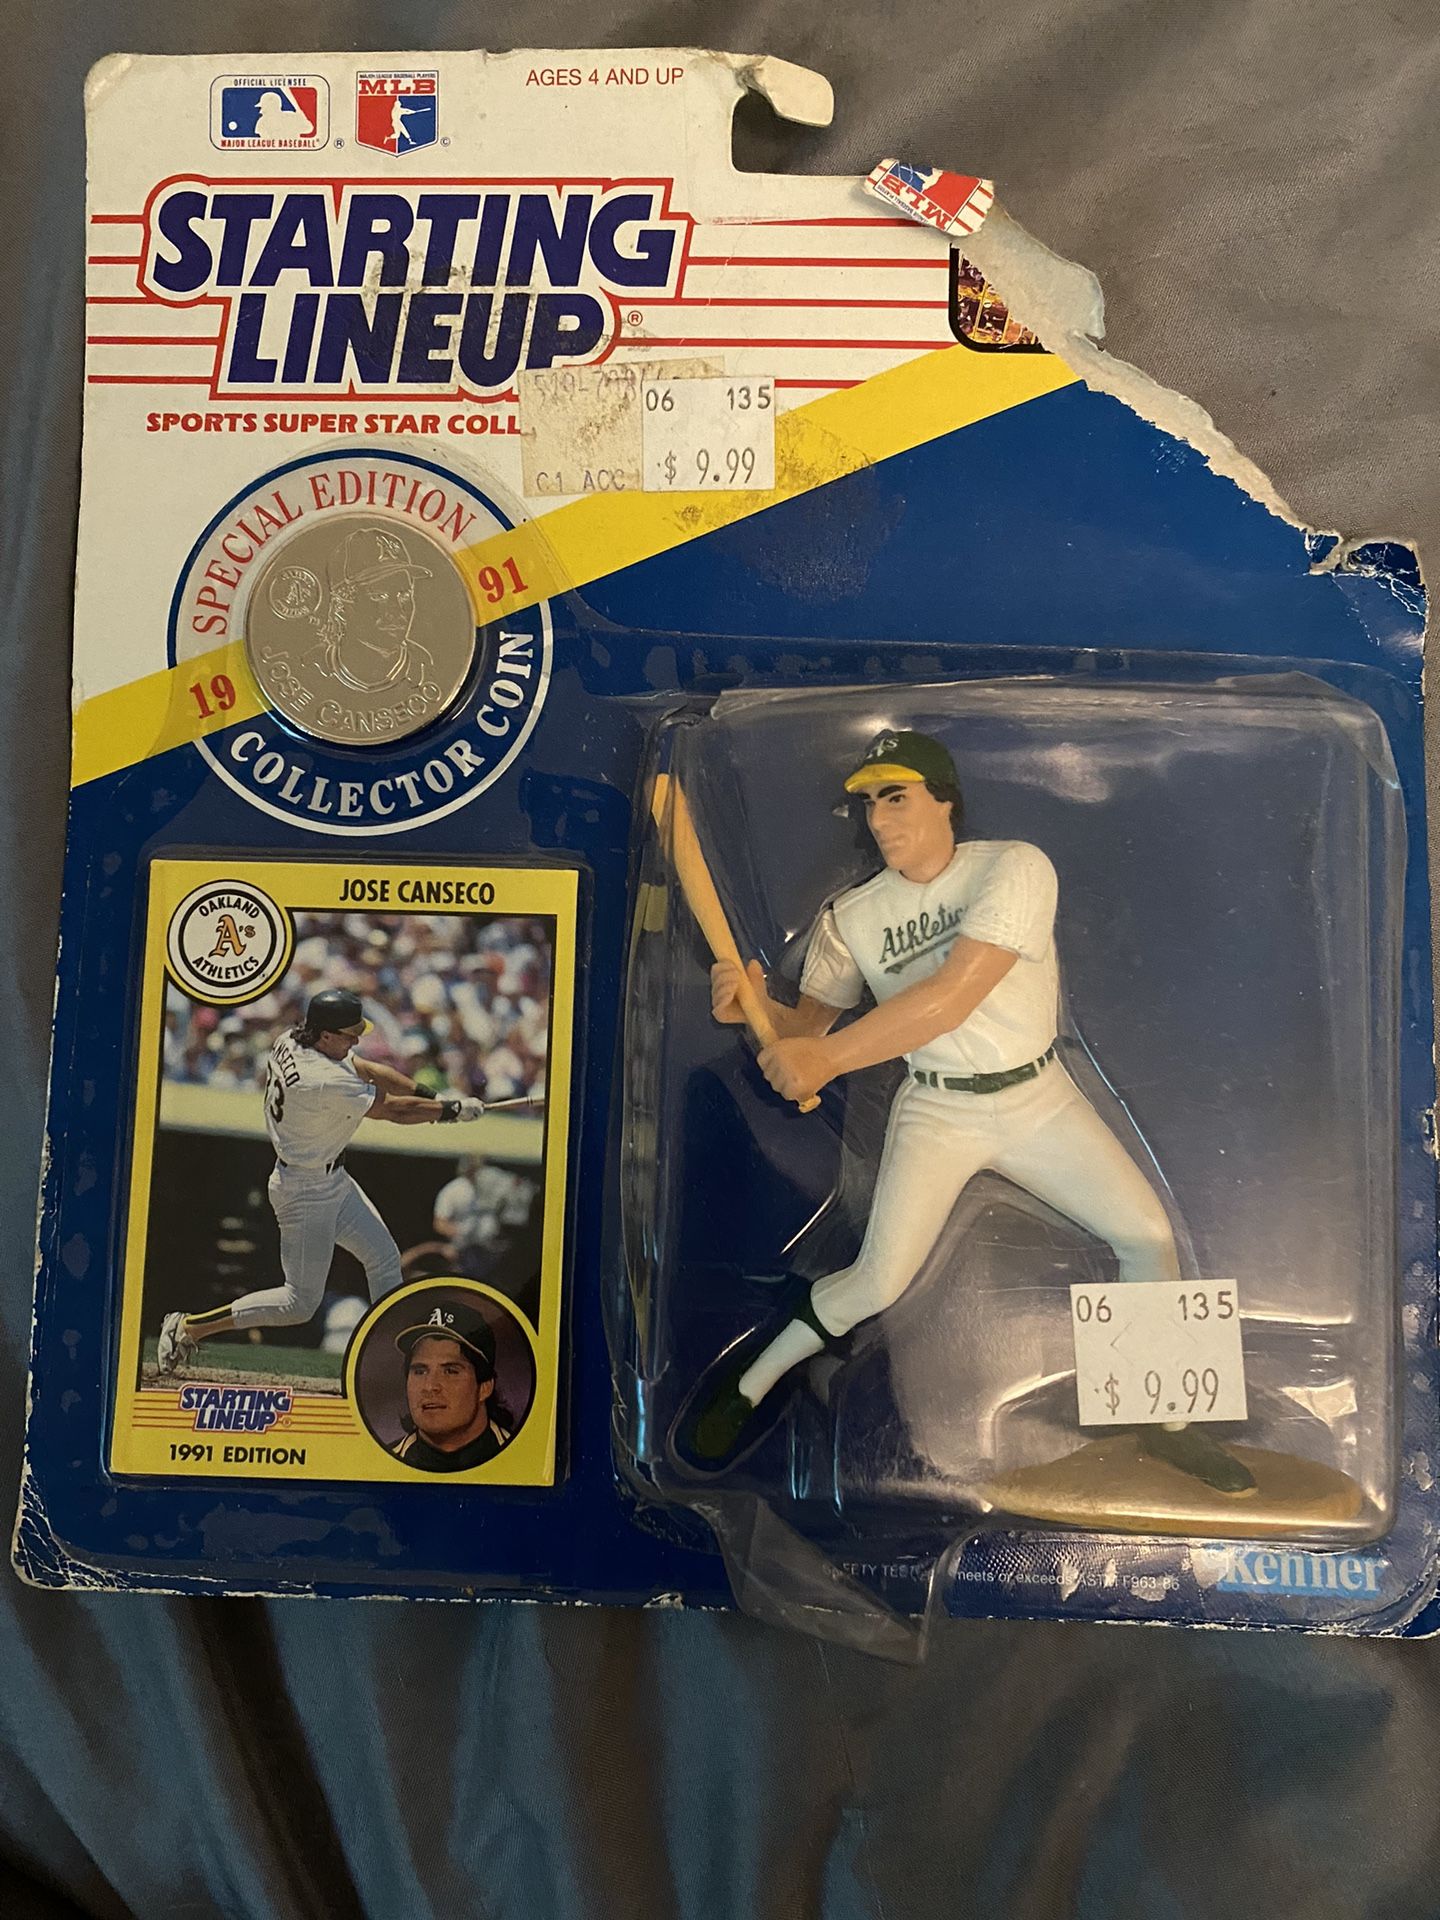 AGES 4 AND UP
OFFICIAL LICENSEE
MAJOR LEAGUE BASEBALL®
MAJOR LEAGUE BASEBALL PLAYERS
MLB
©
MLB
STARTING
LINEUP®
SPORTS SUPER STAR COLL
C1 ACC
06 135
$ 9.99
SPECIAL EDITION
19 91
COLLECTOR COIN
A's
JOSE CANSECO
JOSE CANSECO
OAKLAND
A's
ATHLETICS
A's
STARTING
LINEUP
1991 EDITION
A's
Athletic
06 135
$ 9.99
meets or exceeds ASTM F963-86
Kenner